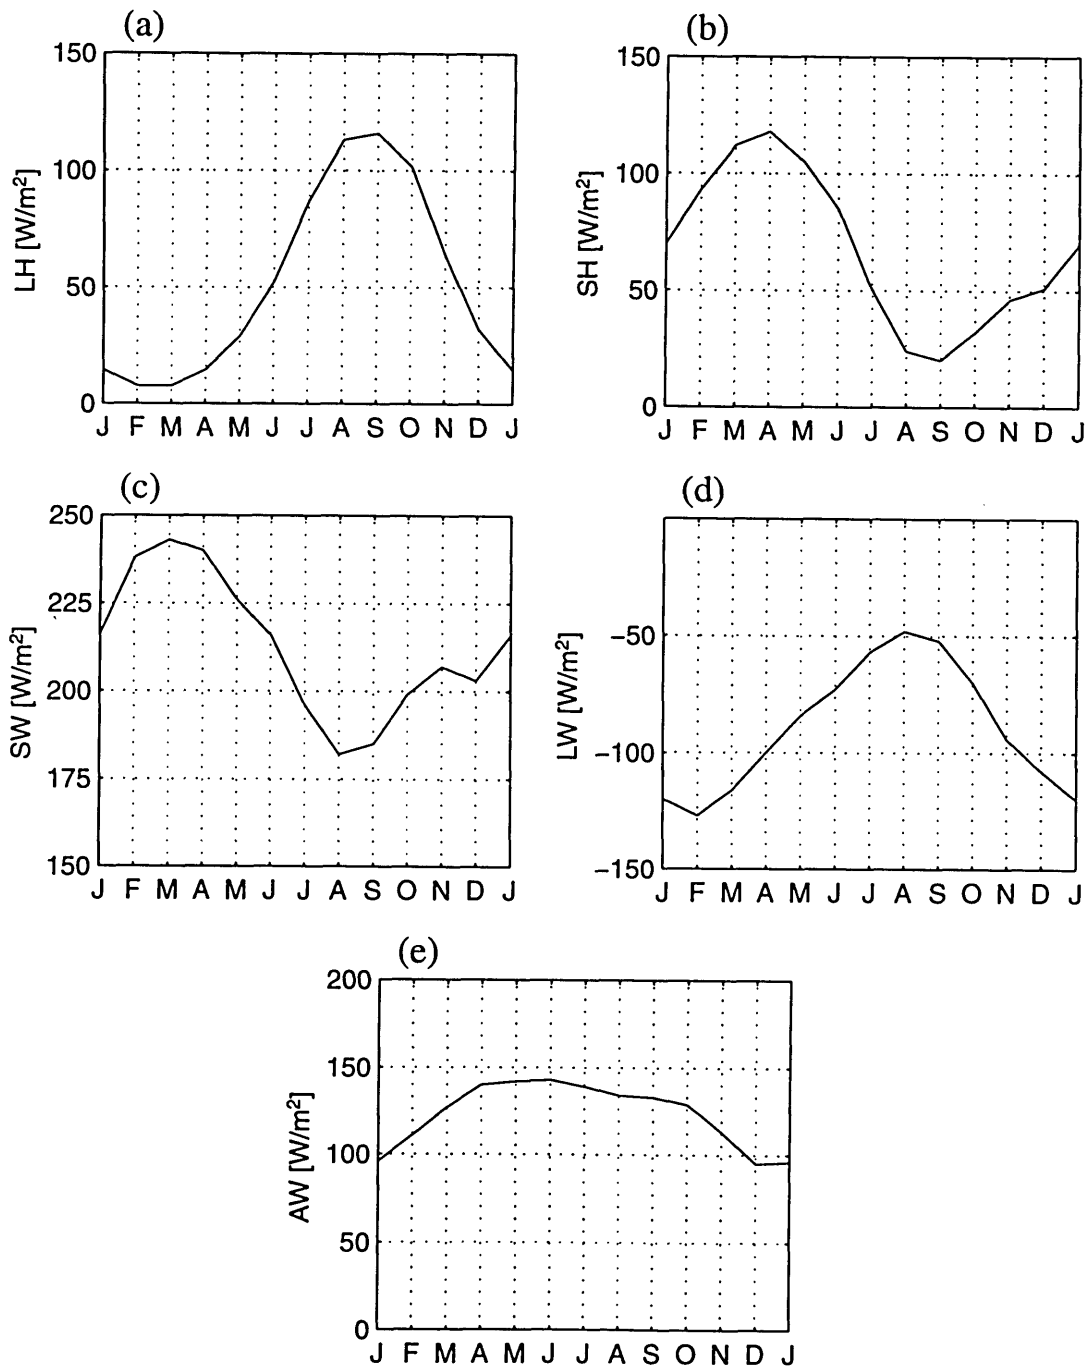 (a)
150
100
50
0
LH [W/m²]
J F M A M J J A S O N D J
(b)
150
100
50
0
SH [W/m²]
J F M A M J J A S O N D J
(c)
250
225
200
175
150
SW [W/m²]
J F M A M J J A S O N D J
(d)
−50
−100
−150
LW [W/m²]
J F M A M J J A S O N D J
(e)
200
150
100
50
0
AW [W/m²]
J F M A M J J A S O N D J